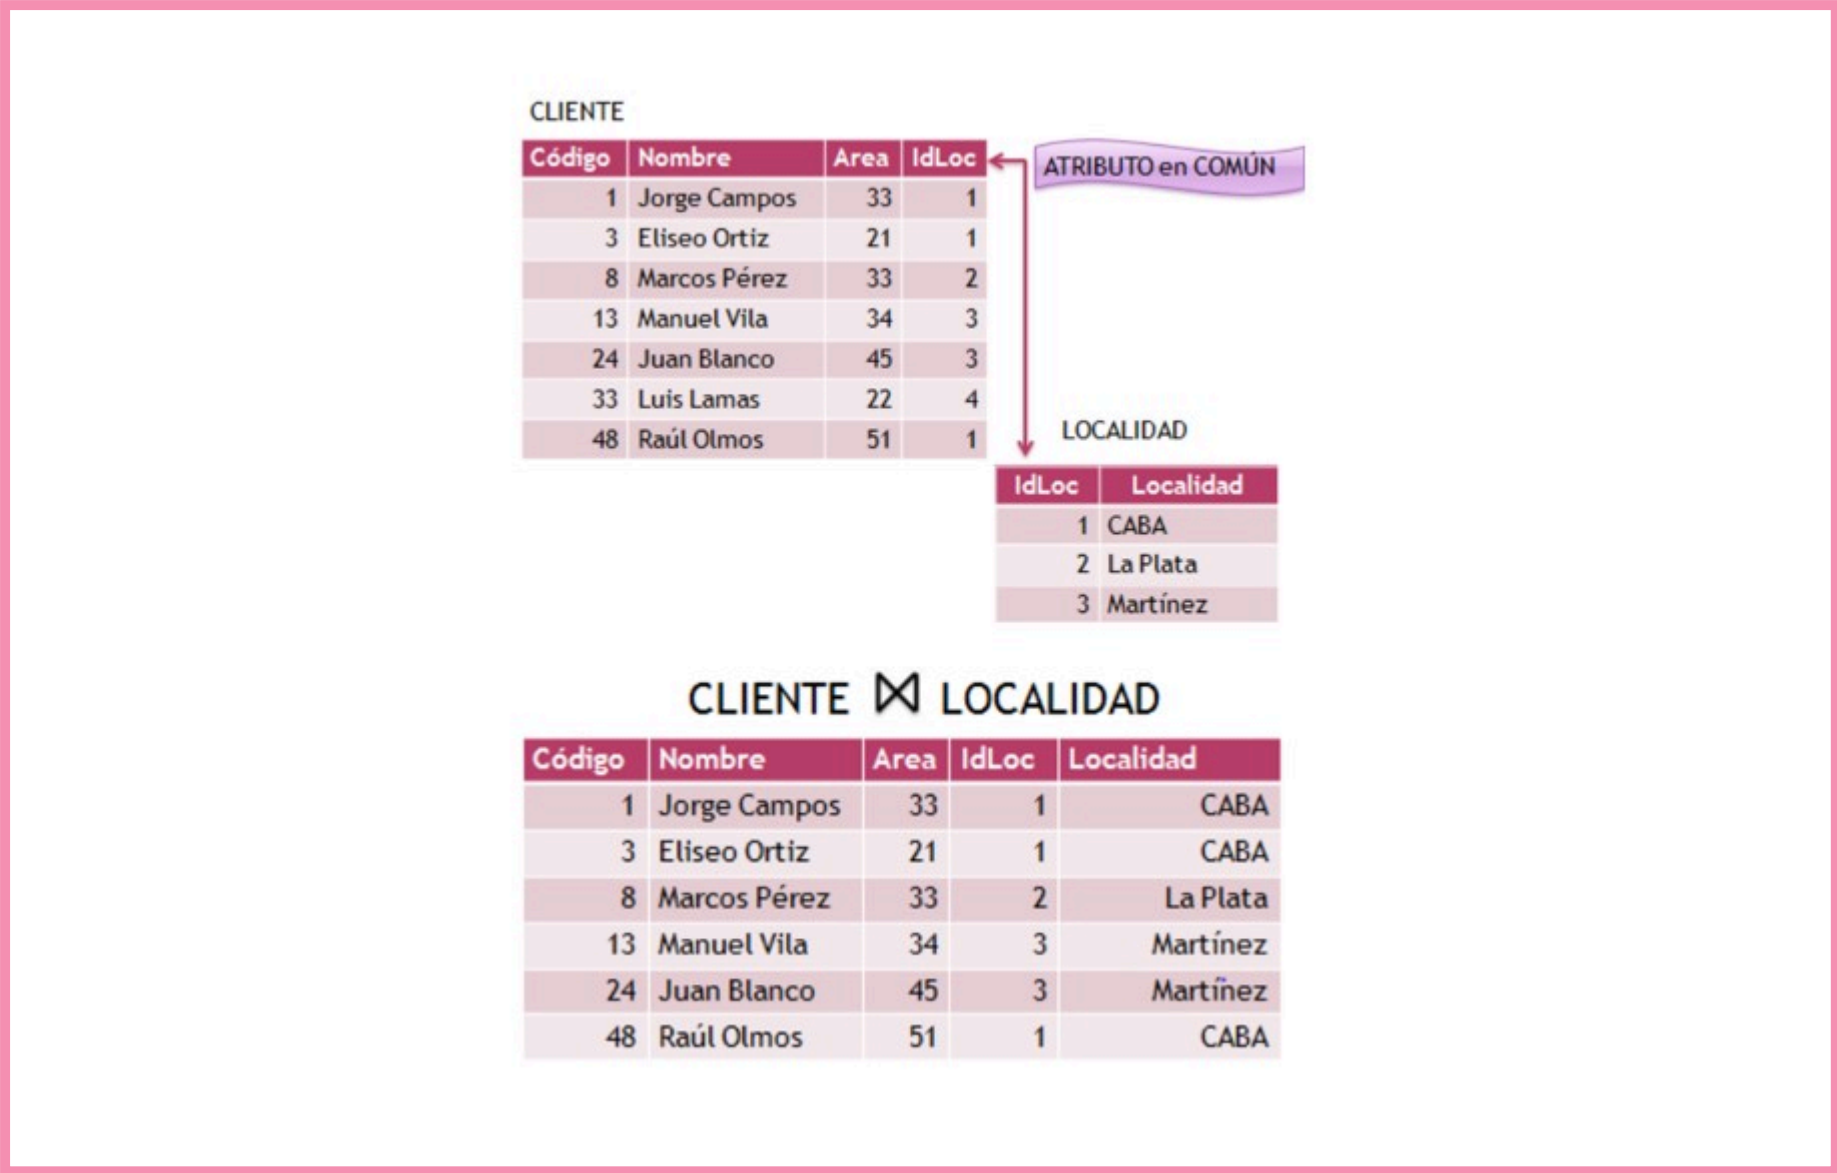 CLIENTE
Código Nombre Area IdLoc
ATRIBUTO en COMÚN
1 Jorge Campos 33 1
3 Eliseo Ortiz 21 1
8 Marcos Pérez 33 2
13 Manuel Vila 34 3
24 Juan Blanco 45 3
33 Luis Lamas 22 4
48 Raúl Olmos 51 1
LOCALIDAD
IdLoc Localidad
1 CABA
2 La Plata
3 Martínez
CLIENTE ⋈ LOCALIDAD
Código Nombre Area IdLoc Localidad
1 Jorge Campos 33 1 CABA
3 Eliseo Ortiz 21 1 CABA
8 Marcos Pérez 33 2 La Plata
13 Manuel Vila 34 3 Martínez
24 Juan Blanco 45 3 Martínez
48 Raúl Olmos 51 1 CABA